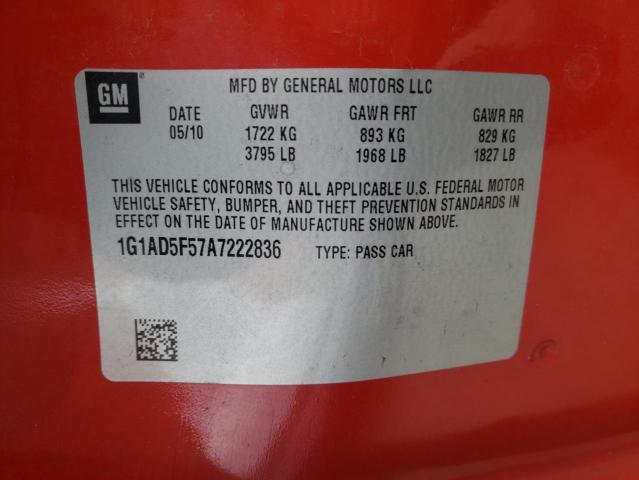 GM ®
MFD BY GENERAL MOTORS LLC
DATE GVWR GAWR FRT GAWR RR
05/10 1722 KG 893 KG 829 KG
3795 LB 1968 LB 1827 LB
THIS VEHICLE CONFORMS TO ALL APPLICABLE U.S. FEDERAL MOTOR
VEHICLE SAFETY, BUMPER, AND THEFT PREVENTION STANDARDS IN
EFFECT ON THE DATE OF MANUFACTURE SHOWN ABOVE.
1G1AD5F57A7222836 TYPE: PASS CAR